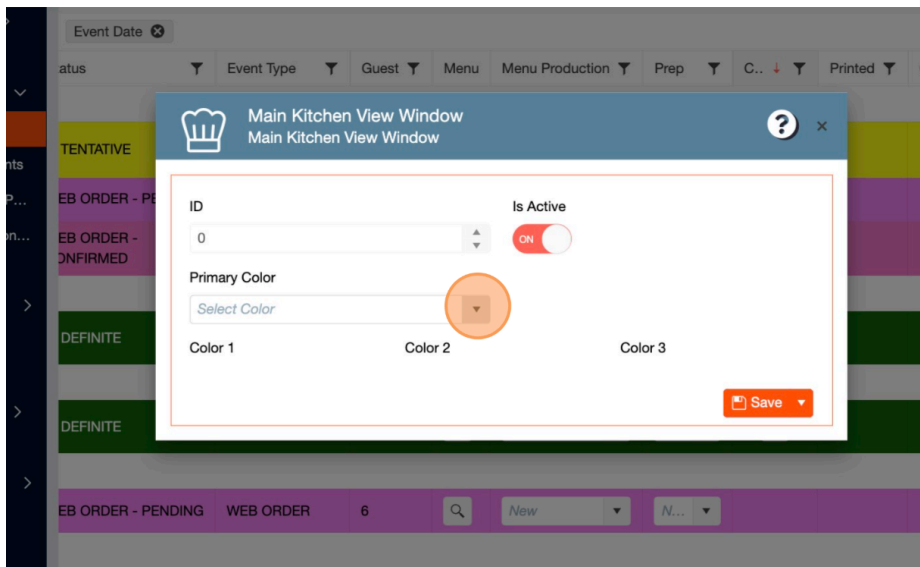 Event Date
atus Event Type Guest Menu Menu Production Prep C.. Printed
Main Kitchen View Window
Main Kitchen View Window
?
TENTATIVE
nts
EB ORDER - PE
P...
ID Is Active
0 ON
on...
EB ORDER -
ONFIRMED
Primary Color
Select Color
DEFINITE
Color 1 Color 2 Color 3
Save
DEFINITE
EB ORDER - PENDING WEB ORDER 6 New N...